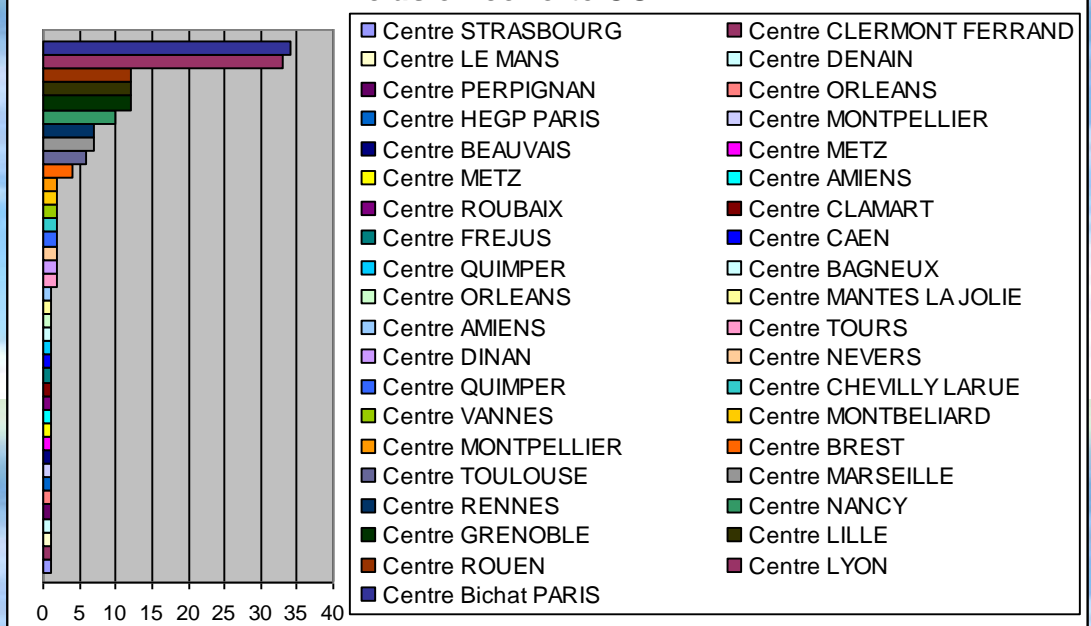 Centre STRASBOURG Centre CLERMONT FERRAND
Centre LE MANS Centre DENAIN
Centre PERPIGNAN Centre ORLEANS
Centre HEGP PARIS Centre MONTPELLIER
Centre BEAUVAIS Centre METZ
Centre METZ Centre AMIENS
Centre ROUBAIX Centre CLAMART
Centre FREJUS Centre CAEN
Centre QUIMPER Centre BAGNEUX
Centre ORLEANS Centre MANTES LA JOLIE
Centre AMIENS Centre TOURS
Centre DINAN Centre NEVERS
Centre QUIMPER Centre CHEVILLY LARUE
Centre VANNES Centre MONTBELIARD
Centre MONTPELLIER Centre BREST
Centre TOULOUSE Centre MARSEILLE
Centre RENNES Centre NANCY
Centre GRENOBLE Centre LILLE
Centre ROUEN Centre LYON
Centre Bichat PARIS
0 5 10 15 20 25 30 35 40